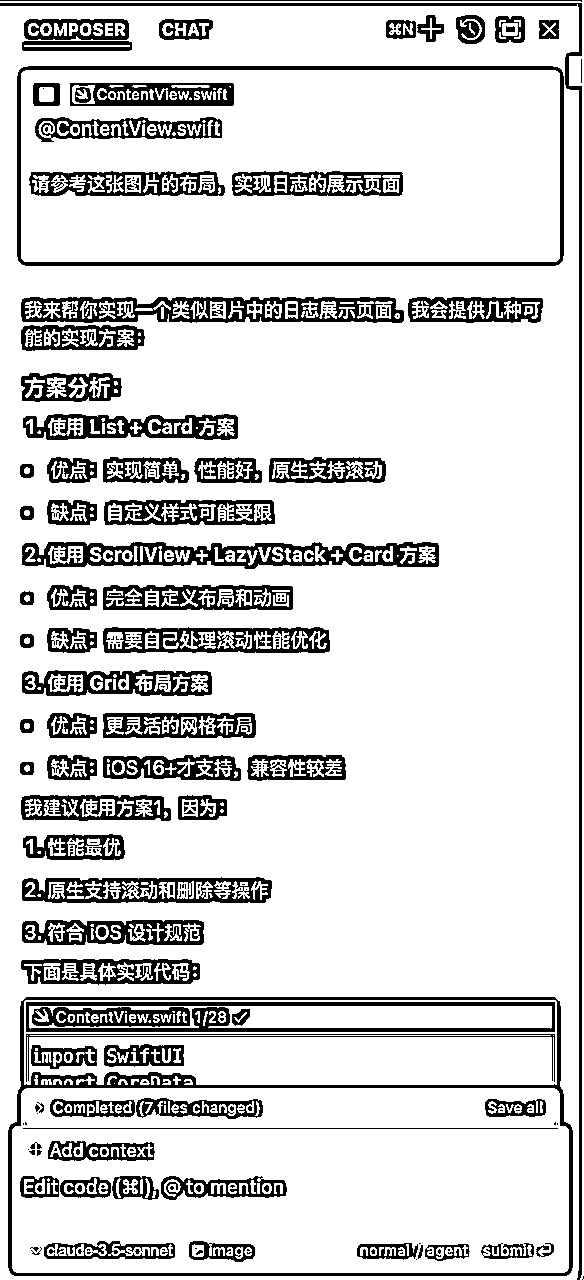 COMPOSER CHAT ⌘N
ContentView.swift
@ContentView.swift
请参考这张图片的布局，实现日志的展示页面
我来帮你实现一个类似图片中的日志展示页面。我会提供几种可
能的实现方案：
方案分析：
1. 使用 List + Card 方案
优点：实现简单，性能好，原生支持滚动
缺点：自定义样式可能受限
2. 使用 ScrollView + LazyVStack + Card 方案
优点：完全自定义布局和动画
缺点：需要自己处理滚动性能优化
3. 使用 Grid 布局方案
优点：更灵活的网格布局
缺点：iOS 16+才支持，兼容性较差
我建议使用方案1，因为：
1. 性能最优
2. 原生支持滚动和删除等操作
3. 符合 iOS 设计规范
下面是具体实现代码：
ContentView.swift 1/28 ✓
import SwiftUI
import CoreData
Completed (7 files changed) Save all
Add context
Edit code (⌘I), @ to mention
claude-3.5-sonnet image normal // agent submit